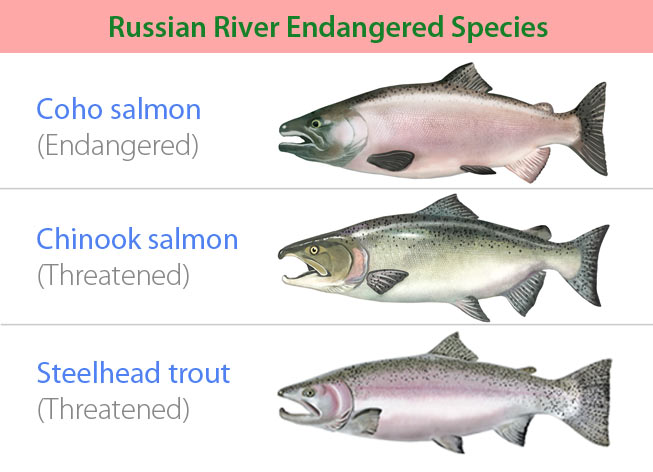 Russian River Endangered Species
Coho salmon
(Endangered)
Chinook salmon
(Threatened)
Steelhead trout
(Threatened)